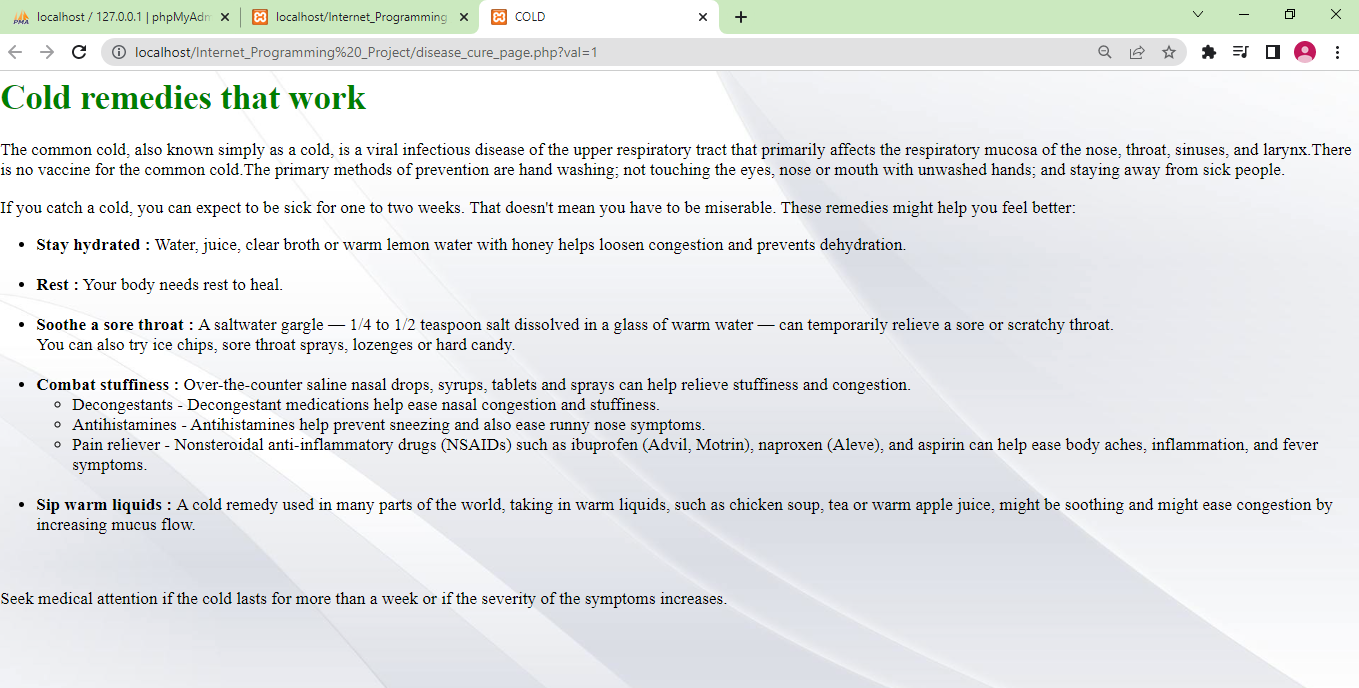 localhost / 127.0.0.1 | phpMyAdm
localhost/Internet_Programming
COLD
localhost/Internet_Programming%20_Project/disease_cure_page.php?val=1
Cold remedies that work
The common cold, also known simply as a cold, is a viral infectious disease of the upper respiratory tract that primarily affects the respiratory mucosa of the nose, throat, sinuses, and larynx.There
is no vaccine for the common cold.The primary methods of prevention are hand washing; not touching the eyes, nose or mouth with unwashed hands; and staying away from sick people.
If you catch a cold, you can expect to be sick for one to two weeks. That doesn't mean you have to be miserable. These remedies might help you feel better:
• Stay hydrated : Water, juice, clear broth or warm lemon water with honey helps loosen congestion and prevents dehydration.
• Rest : Your body needs rest to heal.
• Soothe a sore throat : A saltwater gargle — 1/4 to 1/2 teaspoon salt dissolved in a glass of warm water — can temporarily relieve a sore or scratchy throat.
You can also try ice chips, sore throat sprays, lozenges or hard candy.
• Combat stuffiness : Over-the-counter saline nasal drops, syrups, tablets and sprays can help relieve stuffiness and congestion.
◦ Decongestants - Decongestant medications help ease nasal congestion and stuffiness.
◦ Antihistamines - Antihistamines help prevent sneezing and also ease runny nose symptoms.
◦ Pain reliever - Nonsteroidal anti-inflammatory drugs (NSAIDs) such as ibuprofen (Advil, Motrin), naproxen (Aleve), and aspirin can help ease body aches, inflammation, and fever
symptoms.
• Sip warm liquids : A cold remedy used in many parts of the world, taking in warm liquids, such as chicken soup, tea or warm apple juice, might be soothing and might ease congestion by
increasing mucus flow.
Seek medical attention if the cold lasts for more than a week or if the severity of the symptoms increases.